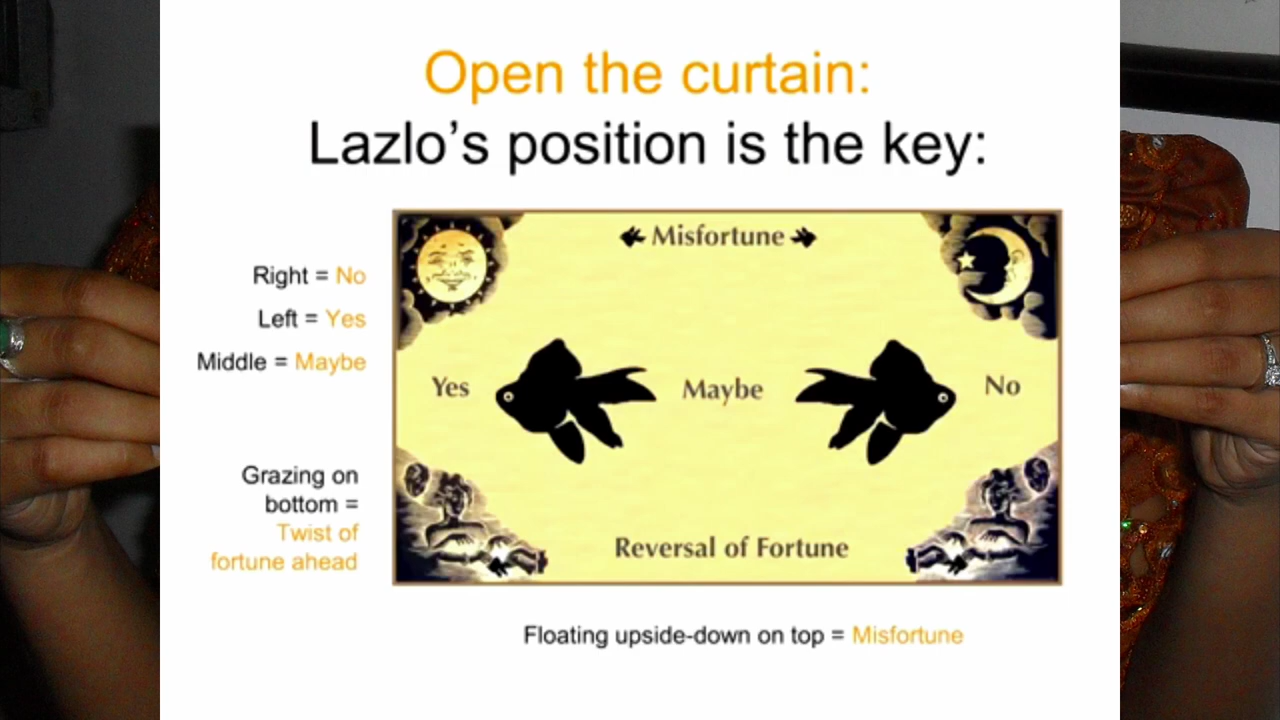 Open the curtain:
Lazlo’s position is the key:
Right = No
Left = Yes
Middle = Maybe
Grazing on
bottom =
Twist of
fortune ahead
Misfortune
Yes
Maybe
No
Reversal of Fortune
Floating upside-down on top = Misfortune